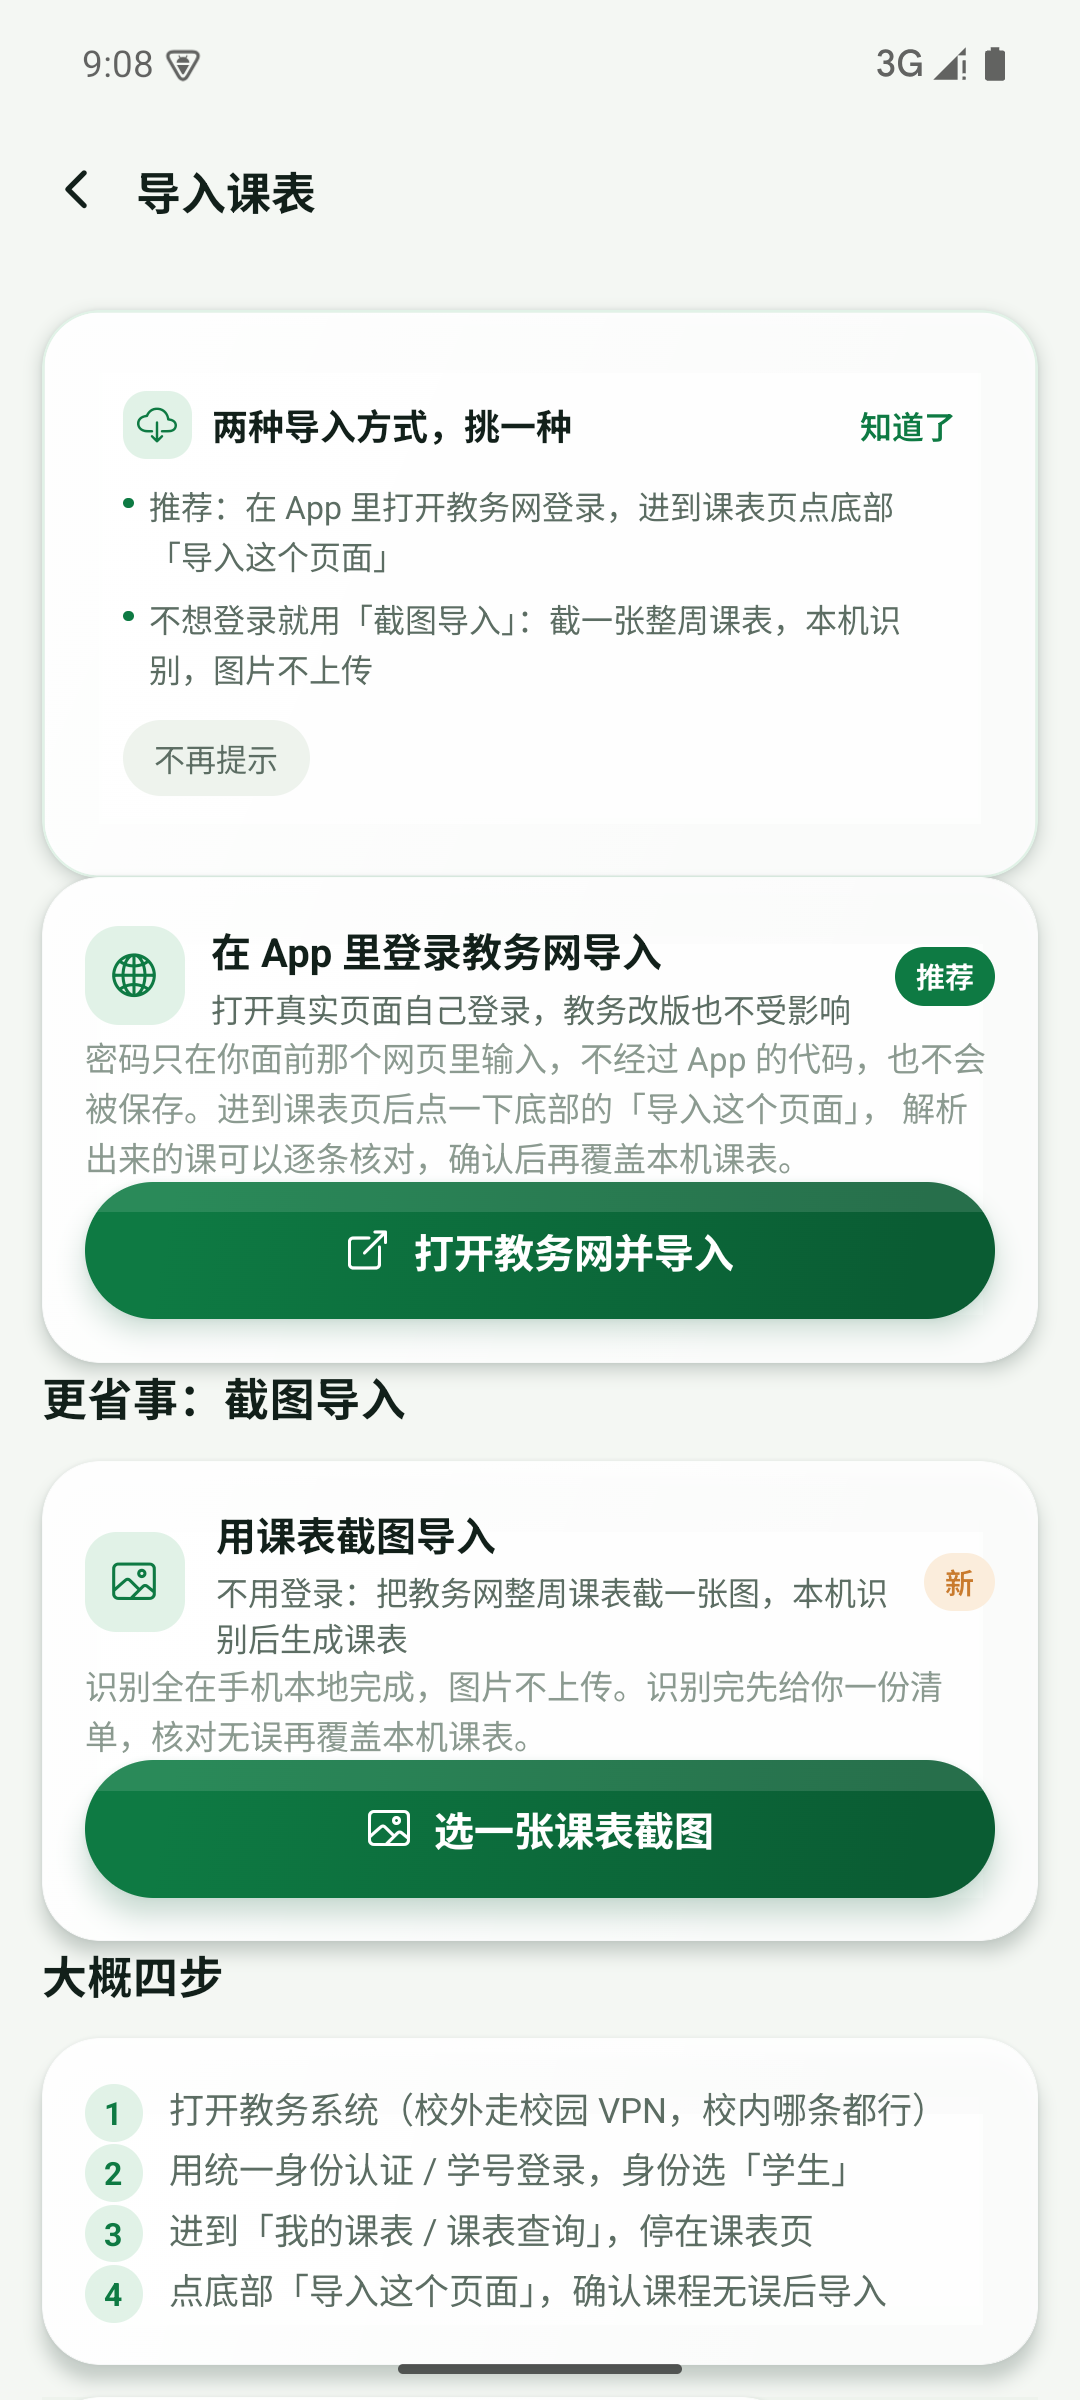 9:08
3G
导入课表
两种导入方式，挑一种
知道了
推荐：在 App 里打开教务网登录，进到课表页点底部
「导入这个页面」
不想登录就用「截图导入」：截一张整周课表，本机识
别，图片不上传
不再提示
在 App 里登录教务网导入
推荐
打开真实页面自己登录，教务改版也不受影响
密码只在你面前那个网页里输入，不经过 App 的代码，也不会
被保存。进到课表页后点一下底部的「导入这个页面」， 解析
出来的课可以逐条核对，确认后再覆盖本机课表。
打开教务网并导入
更省事：截图导入
用课表截图导入
新
不用登录：把教务网整周课表截一张图，本机识
别后生成课表
识别全在手机本地完成，图片不上传。识别完先给你一份清
单，核对无误再覆盖本机课表。
选一张课表截图
大概四步
1 打开教务系统（校外走校园 VPN，校内哪条都行）
2 用统一身份认证 / 学号登录，身份选「学生」
3 进到「我的课表 / 课表查询」，停在课表页
4 点底部「导入这个页面」，确认课程无误后导入